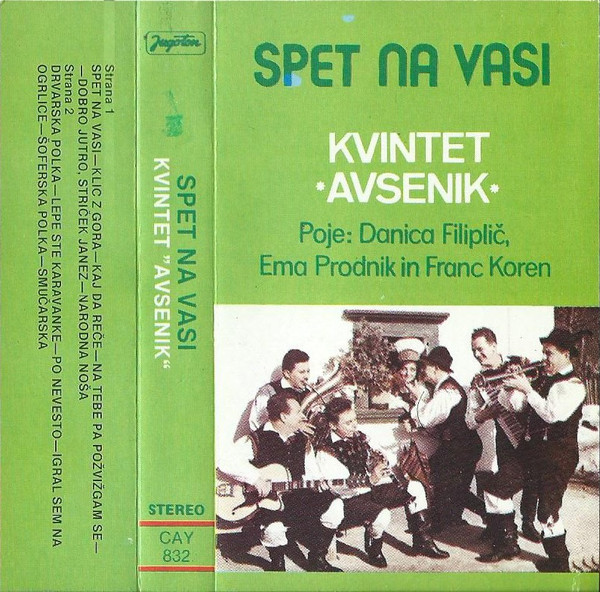 Strana 1
SPET NA VASI—KLIC Z GORA—KAJ DA REČE—NA TEBE PA POŽVIŽGAM SE—
—DOBRO JUTRO, STRIČEK JANEZ—NARODNA NOŠA
Strana 2
DRVARSKA POLKA—LEPE STE KARAVANKE—PO NEVESTO—IGRAL SEM NA
OGRLICE—ŠOFERSKA POLKA—SMUČARSKA
Jugoton
SPET NA VASI
KVINTET "AVSENIK"
STEREO
CAY
832
SPET NA VASI
KVINTET
*AVSENIK*
Poje: Danica Filiplič,
Ema Prodnik in Franc Koren